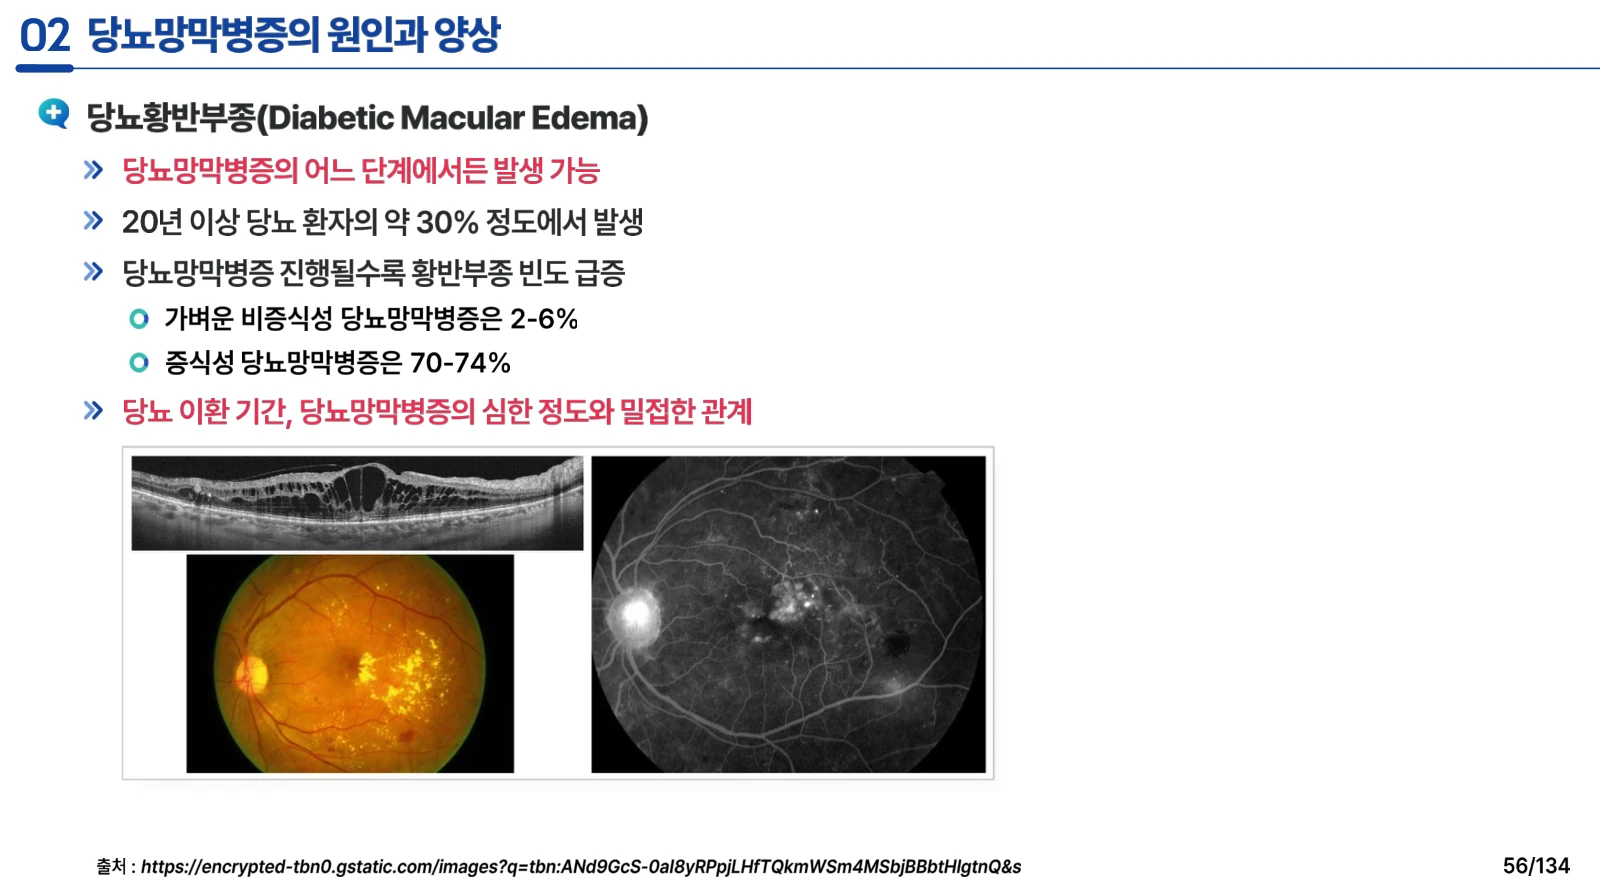 02 당뇨망막병증의 원인과 양상
당뇨황반부종(Diabetic Macular Edema)
당뇨망막병증의 어느 단계에서든 발생 가능
20년 이상 당뇨 환자의 약 30% 정도에서 발생
당뇨망막병증 진행될수록 황반부종 빈도 급증
가벼운 비증식성 당뇨망막병증은 2-6%
증식성 당뇨망막병증은 70-74%
당뇨 이환 기간, 당뇨망막병증의 심한 정도와 밀접한 관계
출처 : https://encrypted-tbn0.gstatic.com/images?q=tbn:ANd9GcS-0al8yRPpjLHfTQkmWSm4MSbjBBbtHlgtnQ&s
56/134